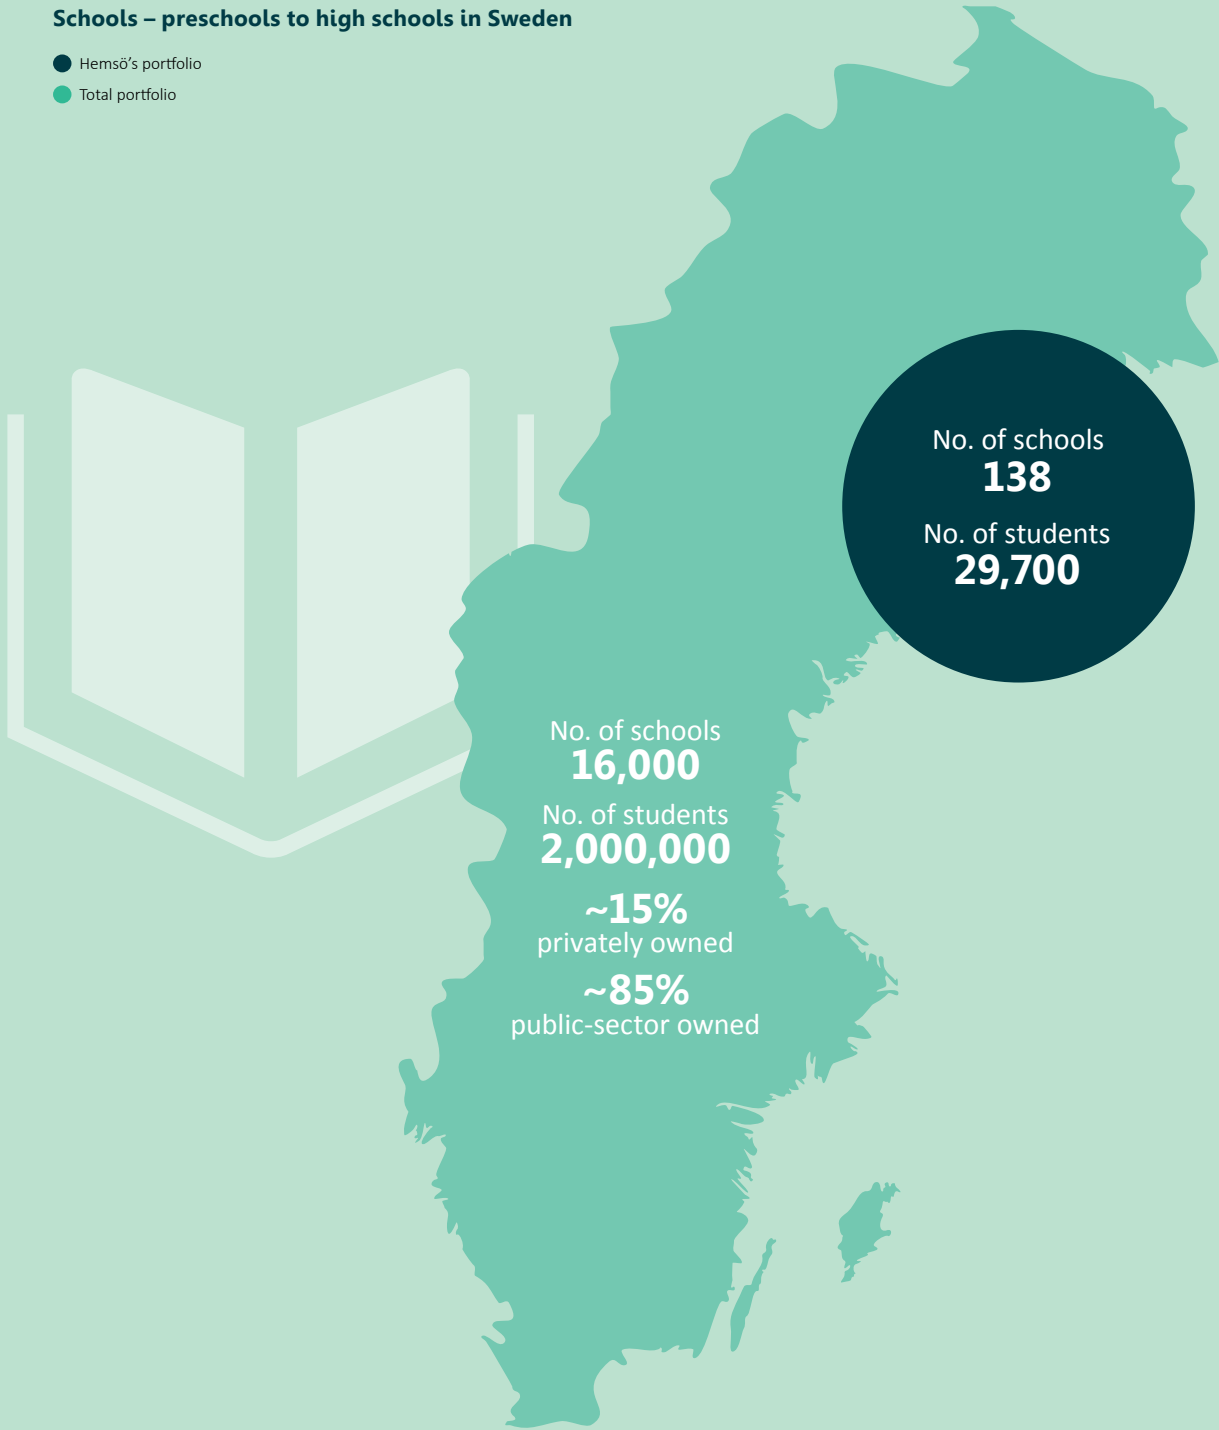 Schools – preschools to high schools in Sweden
Hemsö’s portfolio
Total portfolio
No. of schools
138
No. of students
29,700
No. of schools
16,000
No. of students
2,000,000
~15%
privately owned
~85%
public-sector owned